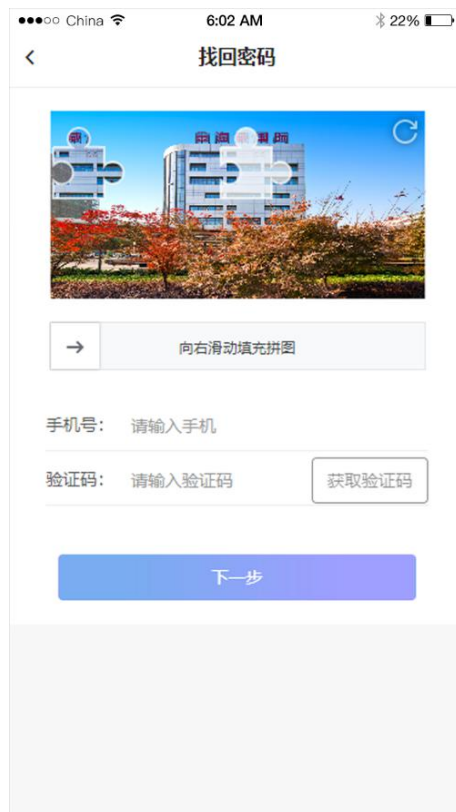 China 6:02 AM 22%
找回密码
向右滑动填充拼图
手机号： 请输入手机
验证码： 请输入验证码 获取验证码
下一步